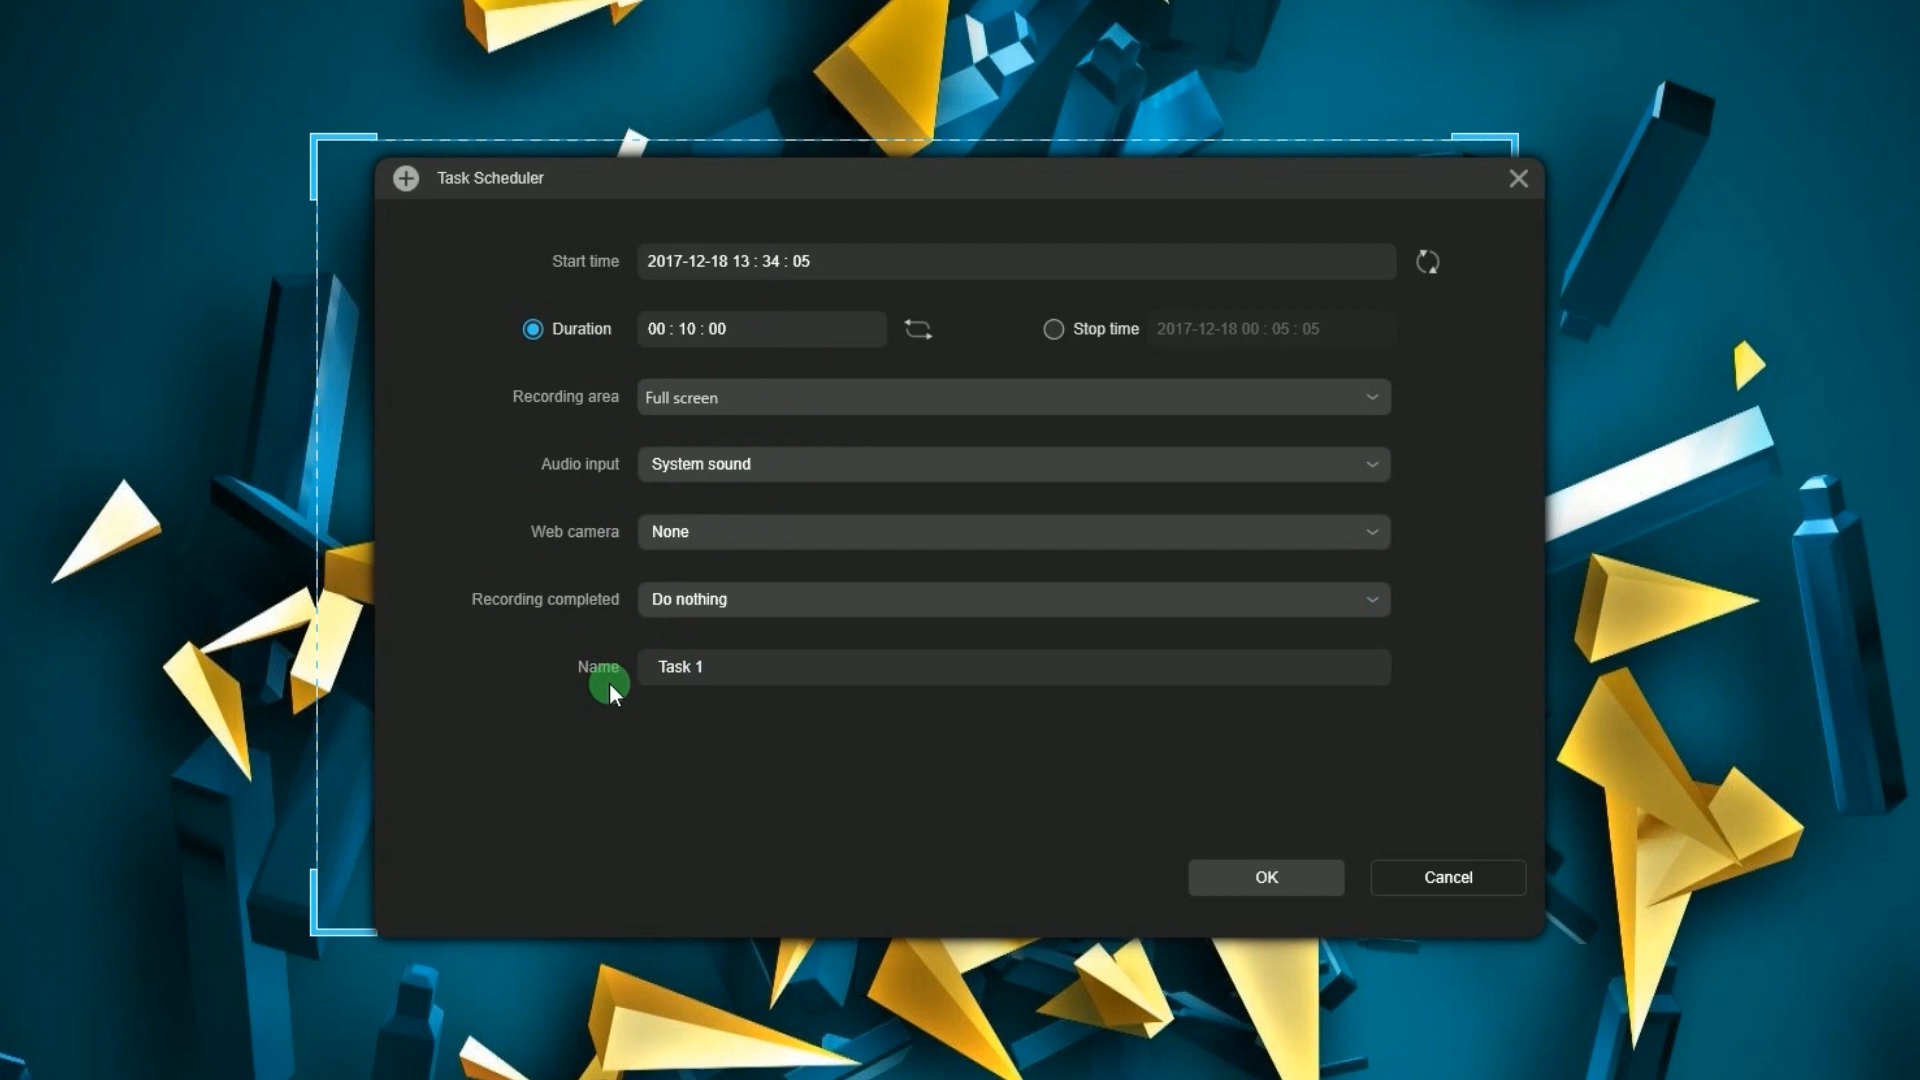 Task Scheduler
Start time 2017-12-18 13 : 34 : 05
Duration 00 : 10 : 00 Stop time 2017-12-18 00 : 05 : 05
Recording area Full screen
Audio input System sound
Web camera None
Recording completed Do nothing
Name Task 1
OK Cancel